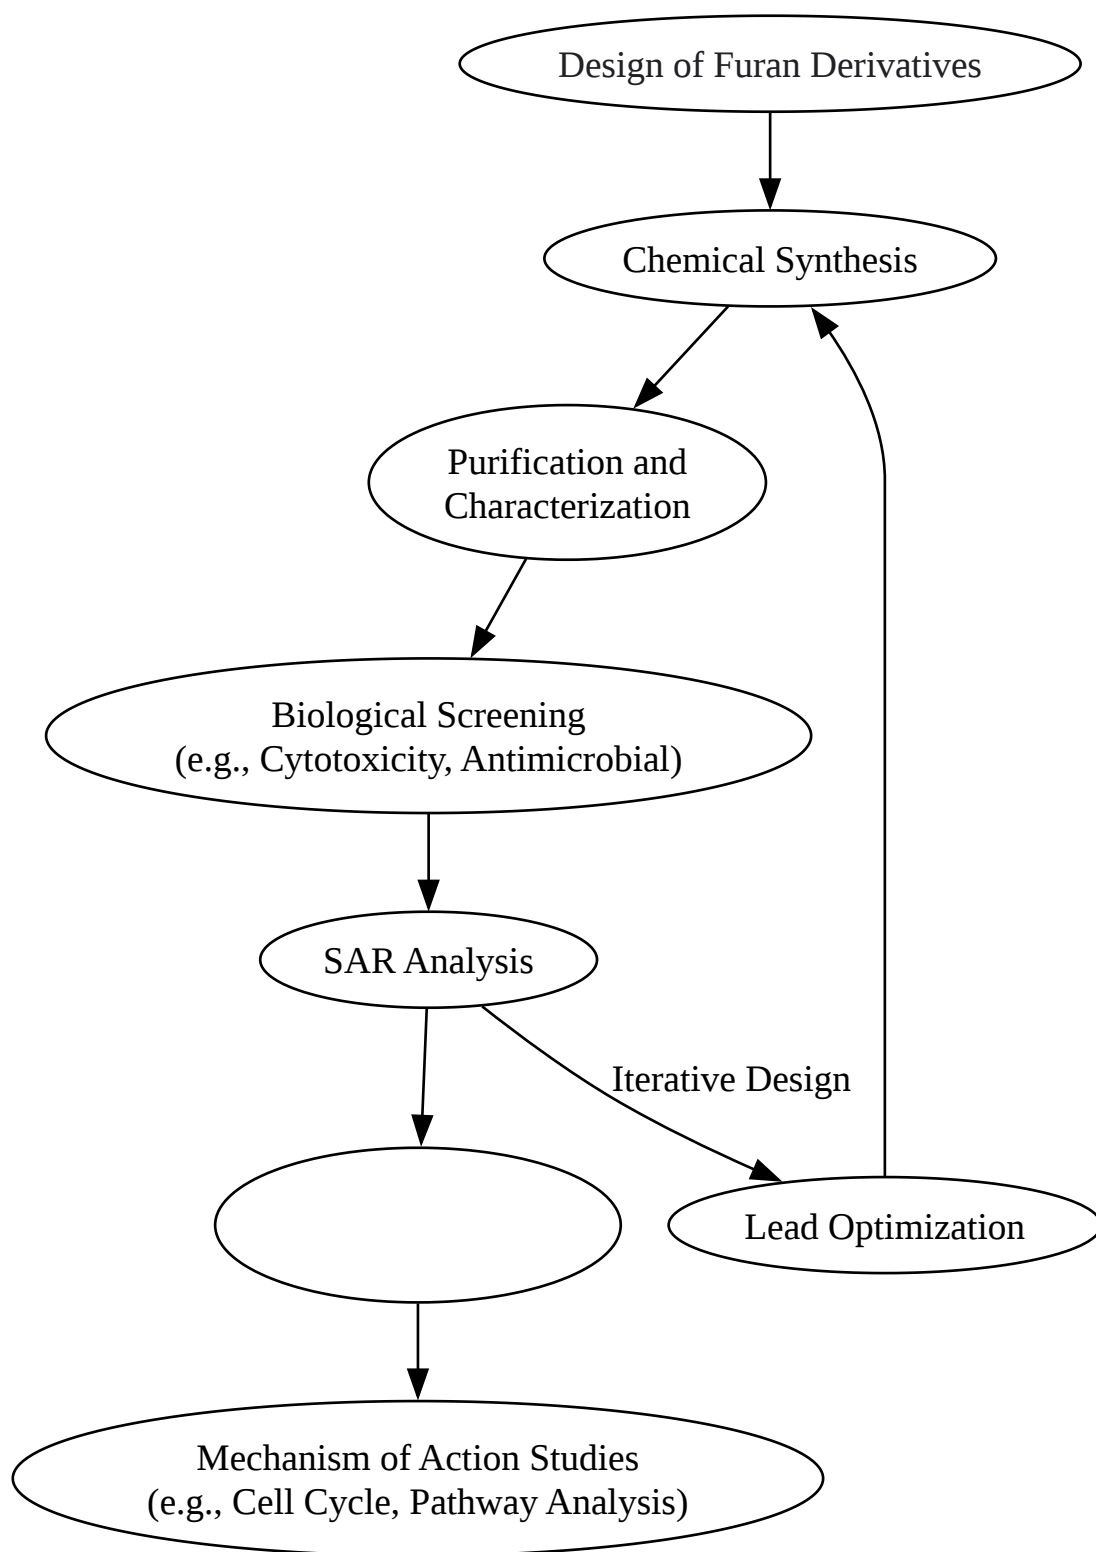 Design of Furan Derivatives
Chemical Synthesis
Purification and
Characterization
Biological Screening
(e.g., Cytotoxicity, Antimicrobial)
SAR Analysis
Iterative Design
Lead Optimization
Mechanism of Action Studies
(e.g., Cell Cycle, Pathway Analysis)